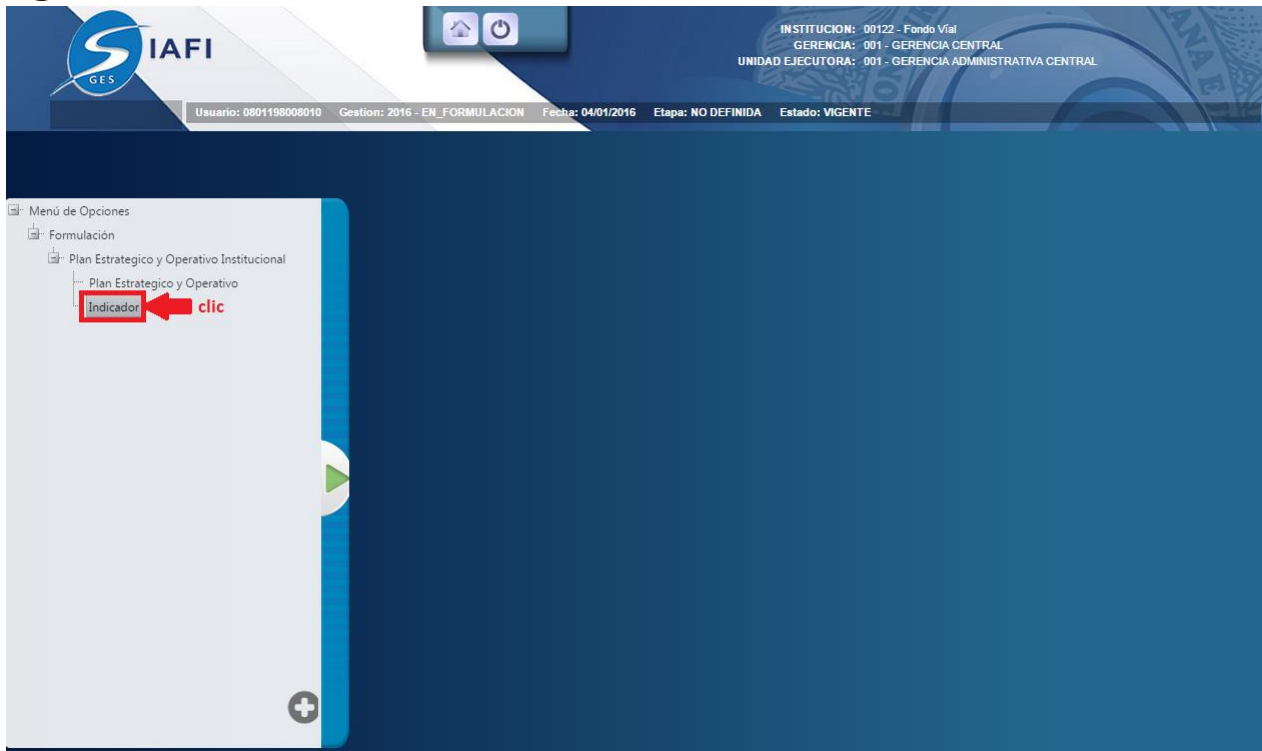 SIAFI
GES
INSTITUCION: 00122 - Fondo Vial
GERENCIA: 001 - GERENCIA CENTRAL
UNIDAD EJECUTORA: 001 - GERENCIA ADMINISTRATIVA CENTRAL
Usuario: 0801198008010 Gestion: 2016 - EN_FORMULACION Fecha: 04/01/2016 Etapa: NO DEFINIDA Estado: VIGENTE
Menú de Opciones
Formulación
Plan Estrategico y Operativo Institucional
Plan Estrategico y Operativo
Indicador clic